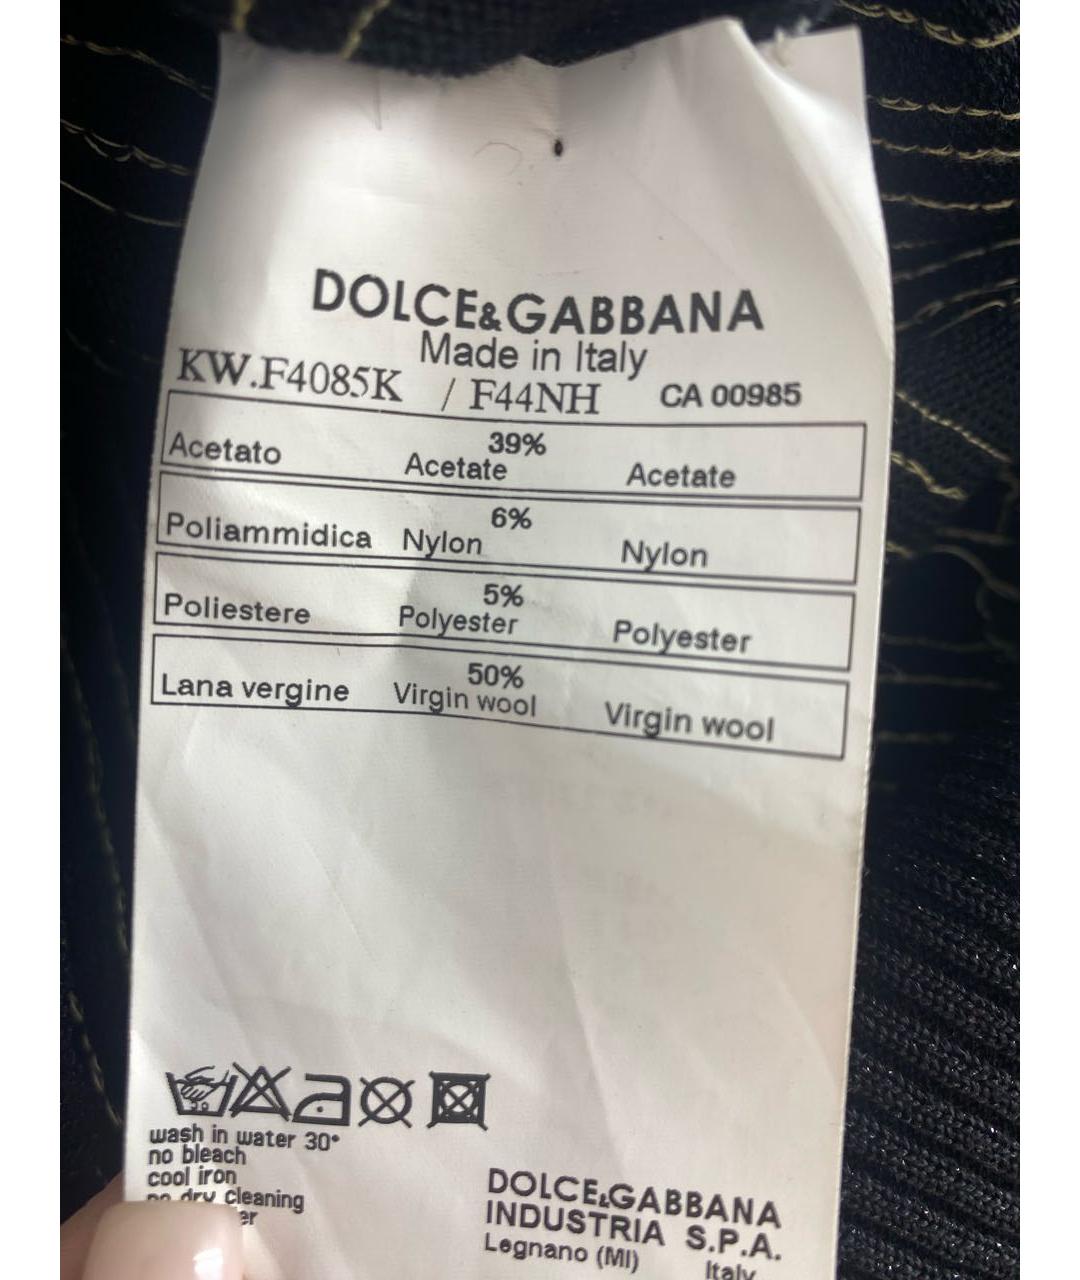 DOLCE&GABBANA
Made in Italy
KW.F4085K / F44NH CA 00985
39%
Acetato Acetate Acetate
6%
Poliammidica Nylon Nylon
5%
Poliestere Polyester Polyester
50%
Lana vergine Virgin wool Virgin wool
wash in water 30°
no bleach
cool iron
no dry cleaning
DOLCE&GABBANA
INDUSTRIA S.P.A.
Legnano (MI)
Italy